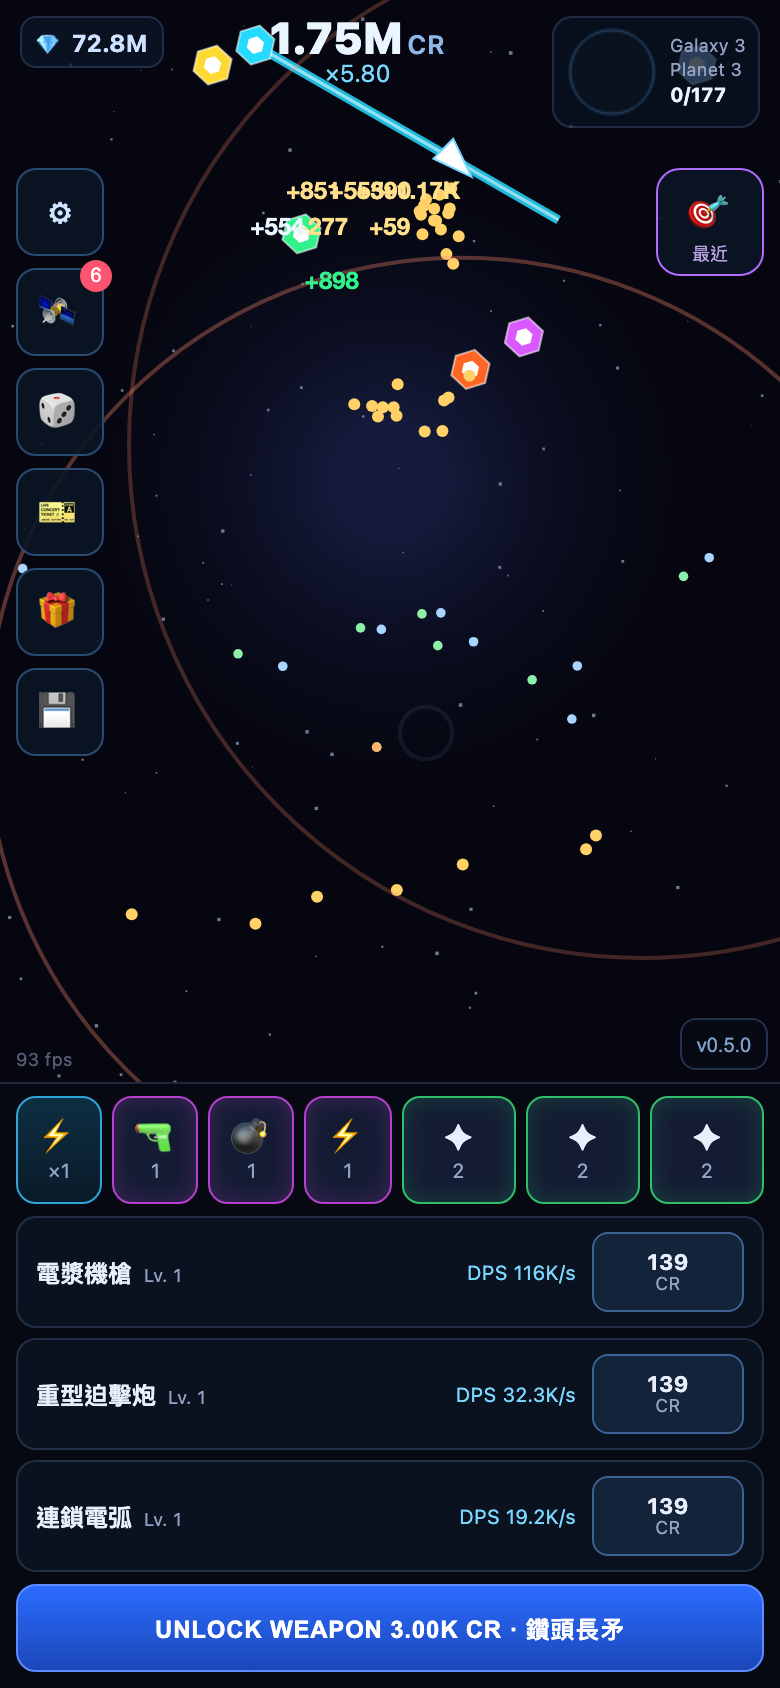 72.8M
1.75M CR
×5.80
Galaxy 3
Planet 3
0/177
+59
+898
最近
6
93 fps
v0.5.0
×1
1
1
1
2
2
2
電漿機槍 Lv. 1 DPS 116K/s 139 CR
重型迫擊炮 Lv. 1 DPS 32.3K/s 139 CR
連鎖電弧 Lv. 1 DPS 19.2K/s 139 CR
UNLOCK WEAPON 3.00K CR · 鑽頭長矛